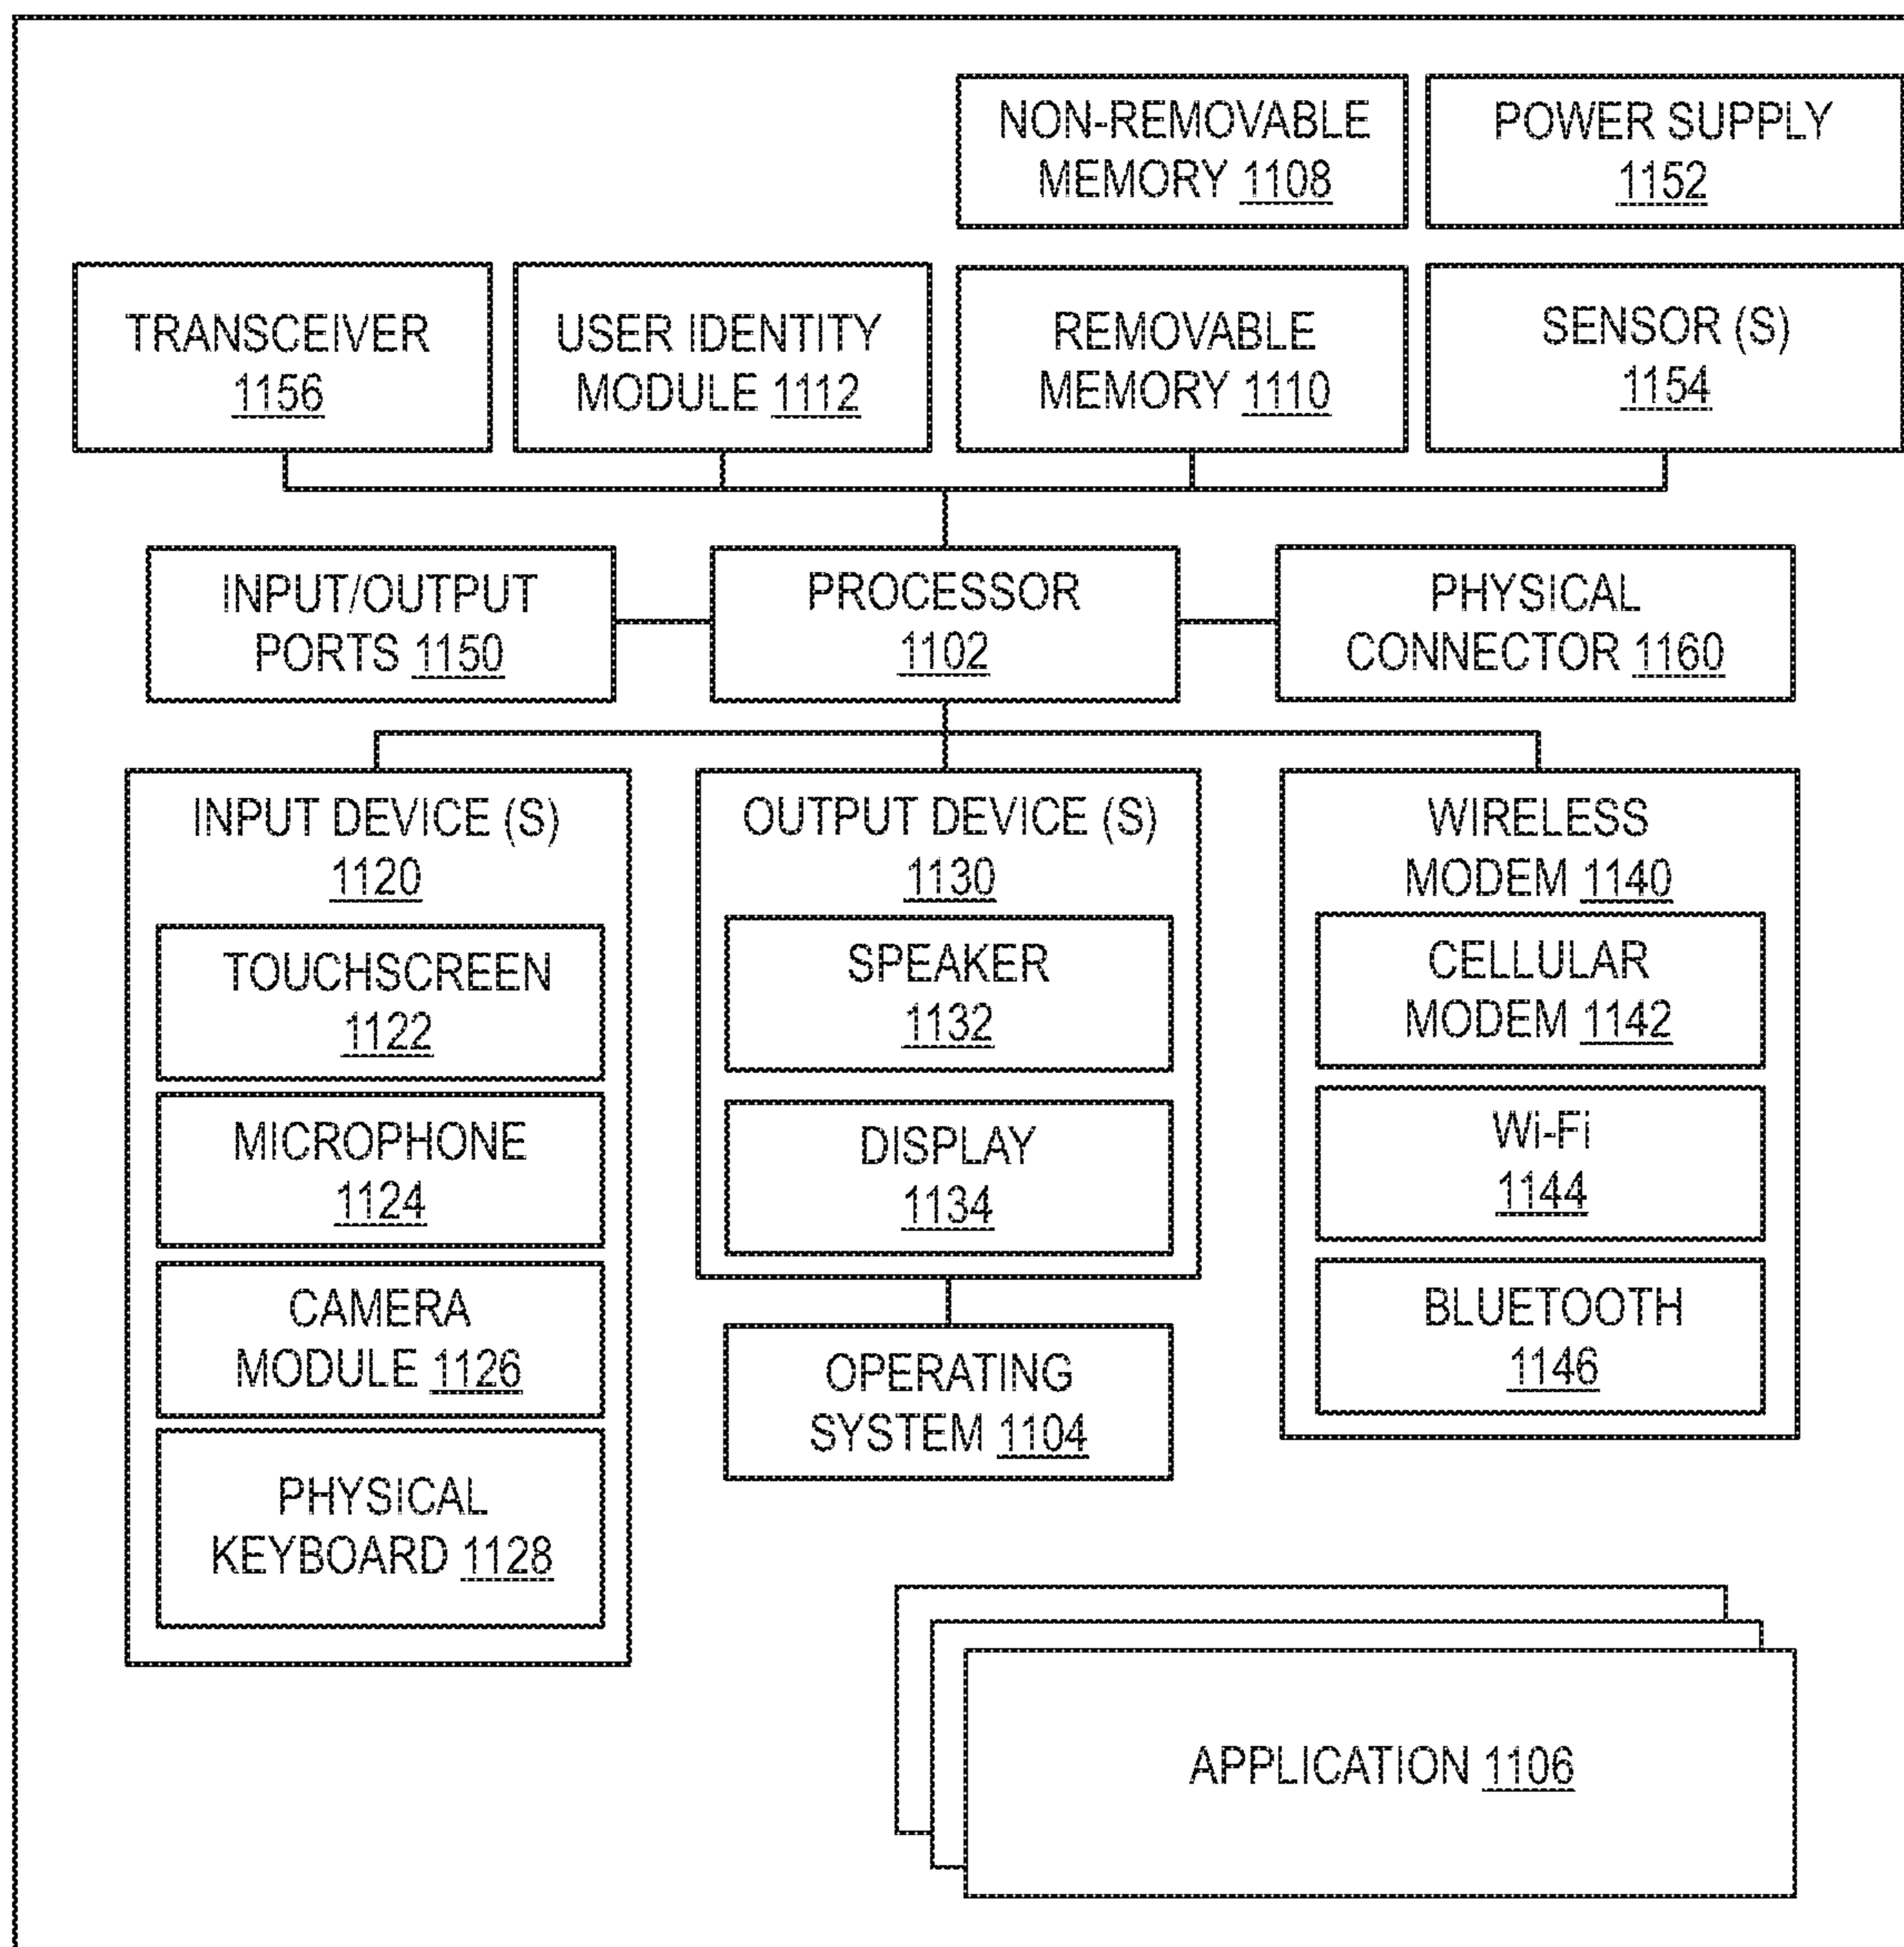 NON-REMOVABLE
MEMORY 1108
POWER SUPPLY
1152
TRANSCEIVER
1156
USER IDENTITY
MODULE 1112
REMOVABLE
MEMORY 1110
SENSOR (S)
1154
INPUT/OUTPUT
PORTS 1150
PROCESSOR
1102
PHYSICAL
CONNECTOR 1160
INPUT DEVICE (S)
1120
TOUCHSCREEN
1122
MICROPHONE
1124
CAMERA
MODULE 1126
PHYSICAL
KEYBOARD 1128
OUTPUT DEVICE (S)
1130
SPEAKER
1132
DISPLAY
1134
OPERATING
SYSTEM 1104
WIRELESS
MODEM 1140
CELLULAR
MODEM 1142
Wi-Fi
1144
BLUETOOTH
1146
APPLICATION 1106